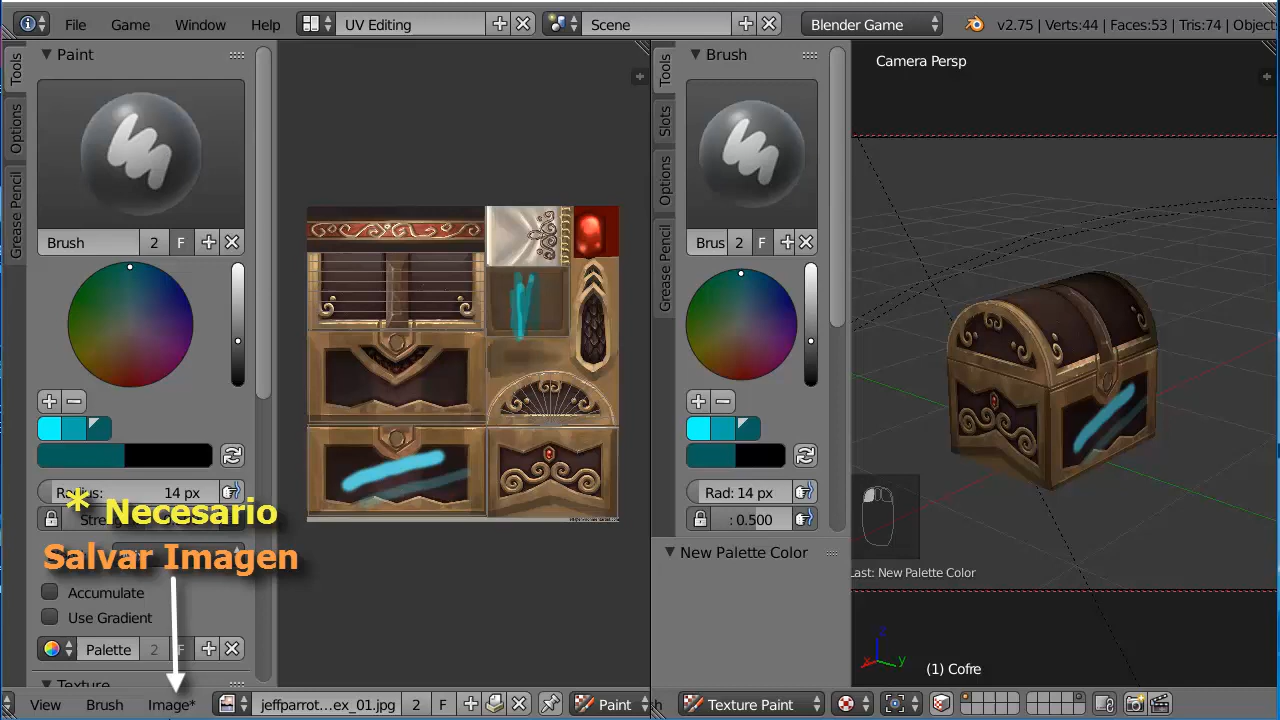 File Game Window Help UV Editing Scene Blender Game v2.75 | Verts:44 | Faces:53 | Tris:74 | Object
Tools
Options
Grease Pencil
Paint
Brush 2 F
Radius: 14 px
* Necesario
Salvar Imagen
Accumulate
Use Gradient
Palette 2 F
Texture
View Brush Image* jeffparrot...ex_01.jpg 2 F Paint
Tools
Slots
Options
Grease Pencil
Brush
Brus 2 F
Rad: 14 px
: 0.500
New Palette Color
Camera Persp
Last: New Palette Color
z
x
y
(1) Cofre
Texture Paint